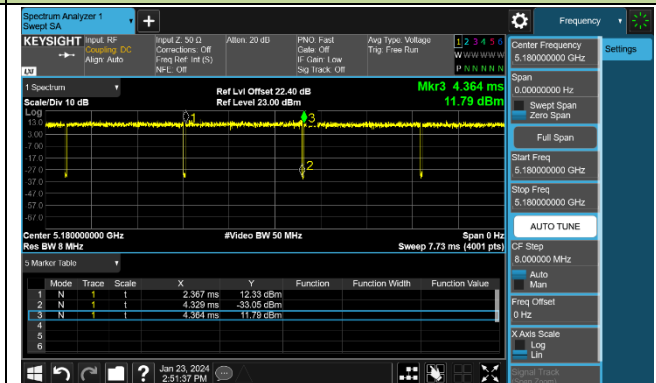 Spectrum Analyzer 1
Swept SA
Frequency
KEYSIGHT
Input: RF
Coupling: DC
Align: Auto
Input Z: 50 Ω
Corrections: Off
Freq Ref: Int (S)
NFE: Off
Atten: 20 dB
PNO: Fast
Gate: Off
IF Gain: Low
Sig Track: Off
Avg Type: Voltage
Trig: Free Run
1 2 3 4 5 6
W W W W W W
P N N N N N
LXI
Center Frequency
5.180000000 GHz
Settings
Span
0.00000000 Hz
Swept Span
Zero Span
Full Span
Start Freq
5.180000000 GHz
Stop Freq
5.180000000 GHz
AUTO TUNE
CF Step
8.000000 MHz
Auto
Man
Freq Offset
0 Hz
X Axis Scale
Log
Lin
Signal Track
(Span Zoom)
1 Spectrum
Scale/Div 10 dB
Ref Lvl Offset 22.40 dB
Ref Level 23.00 dBm
Mkr3 4.364 ms
11.79 dBm
Log
13.0
3.00
-7.00
-17.0
-27.0
-37.0
-47.0
-57.0
-67.0
1
3
2
Center 5.180000000 GHz
#Video BW 50 MHz
Span 0 Hz
Res BW 8 MHz
Sweep 7.73 ms (4001 pts)
5 Marker Table
Mode Trace Scale X Y Function Function Width Function Value
1 N 1 t 2.367 ms 12.33 dBm
2 N 1 t 4.329 ms -33.05 dBm
3 N 1 t 4.364 ms 11.79 dBm
4
5
6
Jan 23, 2024
2:51:37 PM